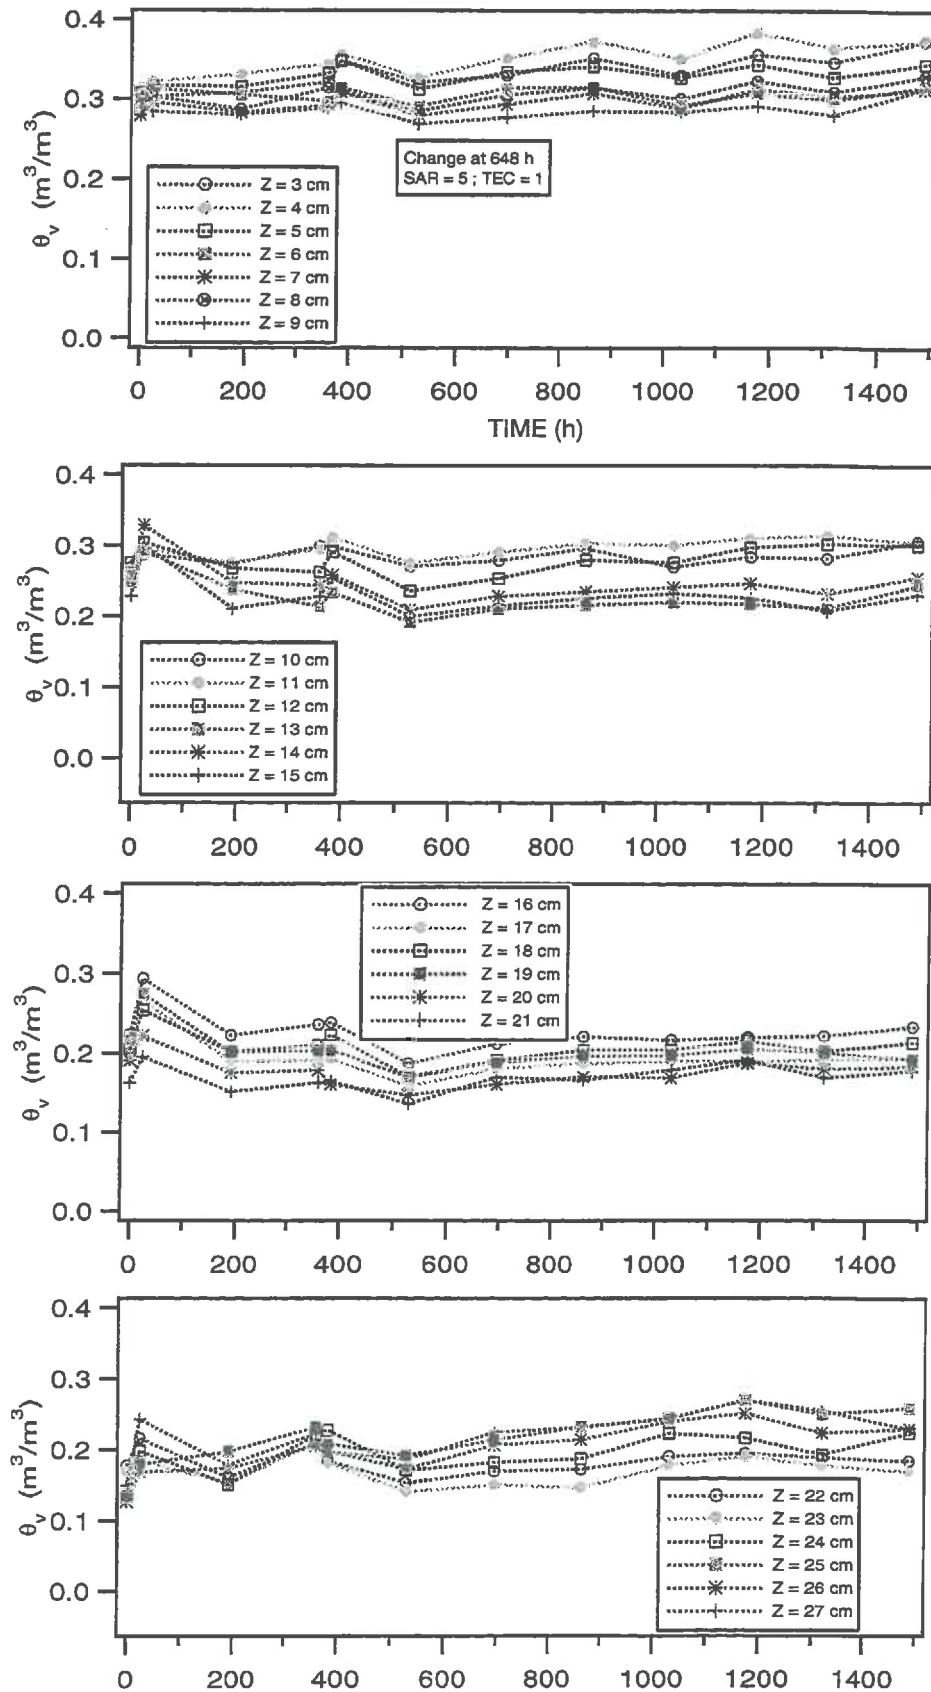 0.4
0.3
0.2
0.1
0.0
θv (m3/m3)
Change at 648 h
SAR = 5 ; TEC = 1
Z = 3 cm
Z = 4 cm
Z = 5 cm
Z = 6 cm
Z = 7 cm
Z = 8 cm
Z = 9 cm
0 200 400 600 800 1000 1200 1400
TIME (h)
0.4
0.3
0.2
0.1
0.0
θv (m3/m3)
Z = 10 cm
Z = 11 cm
Z = 12 cm
Z = 13 cm
Z = 14 cm
Z = 15 cm
0 200 400 600 800 1000 1200 1400
0.4
0.3
0.2
0.1
0.0
θv (m3/m3)
Z = 16 cm
Z = 17 cm
Z = 18 cm
Z = 19 cm
Z = 20 cm
Z = 21 cm
0 200 400 600 800 1000 1200 1400
0.4
0.3
0.2
0.1
0.0
θv (m3/m3)
Z = 22 cm
Z = 23 cm
Z = 24 cm
Z = 25 cm
Z = 26 cm
Z = 27 cm
0 200 400 600 800 1000 1200 1400